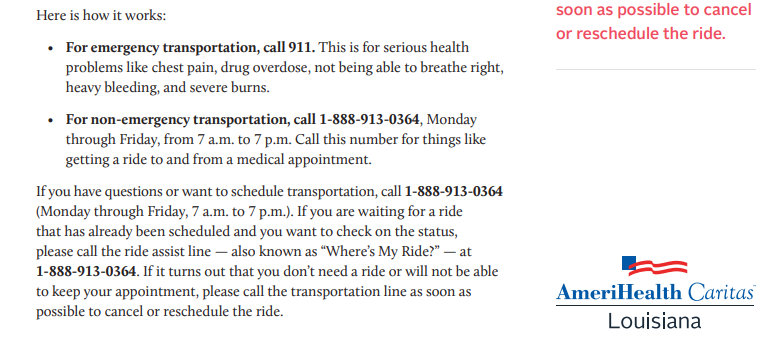 Here is how it works:
• For emergency transportation, call 911. This is for serious health
problems like chest pain, drug overdose, not being able to breathe right,
heavy bleeding, and severe burns.
• For non-emergency transportation, call 1-888-913-0364, Monday
through Friday, from 7 a.m. to 7 p.m. Call this number for things like
getting a ride to and from a medical appointment.
If you have questions or want to schedule transportation, call 1-888-913-0364
(Monday through Friday, 7 a.m. to 7 p.m.). If you are waiting for a ride
that has already been scheduled and you want to check on the status,
please call the ride assist line — also known as “Where’s My Ride?” — at
1-888-913-0364. If it turns out that you don’t need a ride or will not be able
to keep your appointment, please call the transportation line as soon as
possible to cancel or reschedule the ride.
soon as possible to cancel
or reschedule the ride.
AmeriHealth Caritas
Louisiana